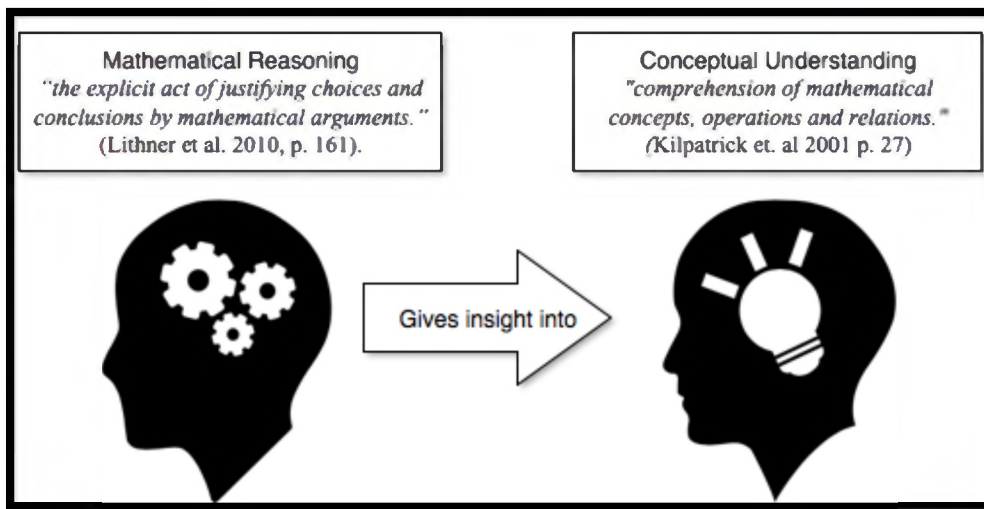 Mathematical Reasoning
"the explicit act of justifying choices and
conclusions by mathematical arguments."
(Lithner et al. 2010, p. 161).
Conceptual Understanding
"comprehension of mathematical
concepts, operations and relations."
(Kilpatrick et. al 2001 p. 27)
Gives insight into